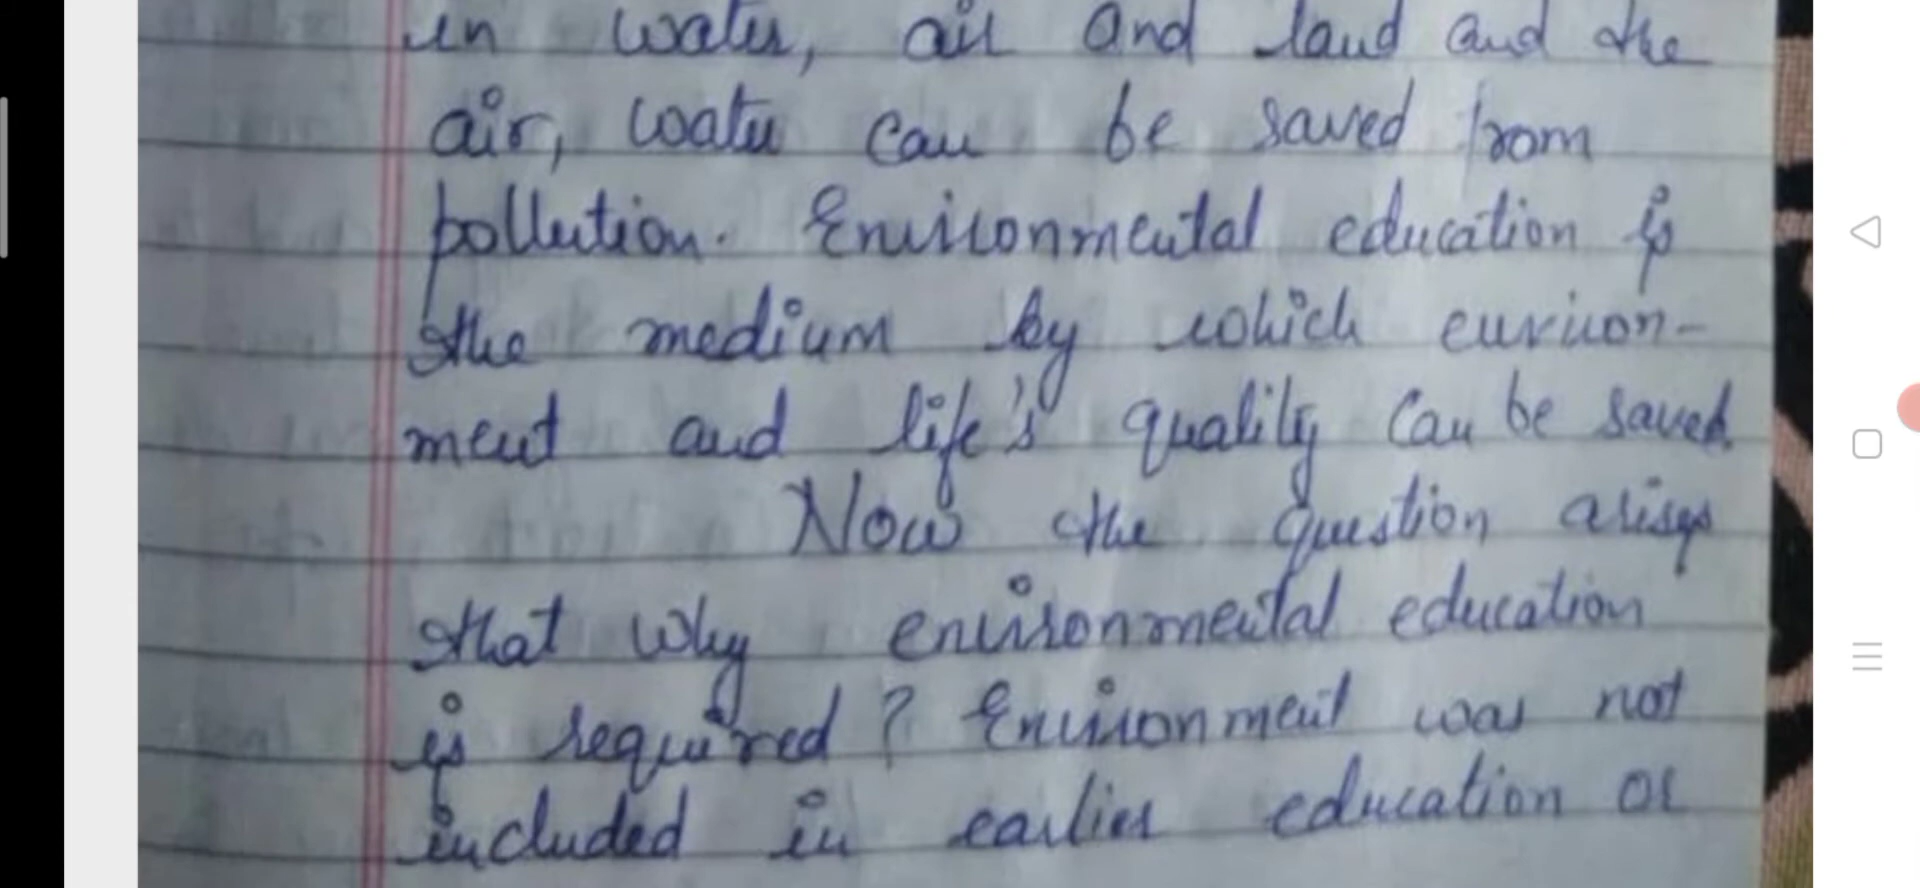 in water, air and land and the
air, water can be saved from
pollution. Environmental education is
the medium by which environ-
ment and life's quality can be saved
Now the question arises
that why environmental education
is required? Environment was not
included in earlier education or